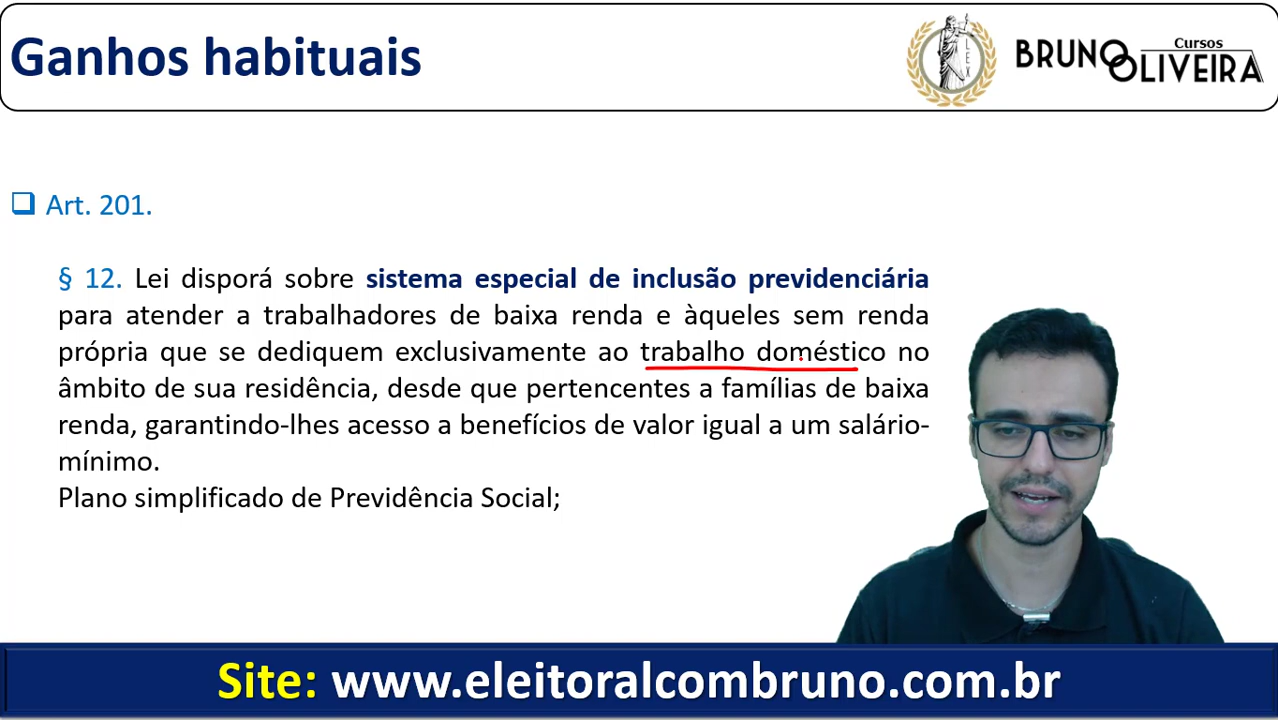 Ganhos habituais
LEX
Cursos
BRUNO OLIVEIRA
Art. 201.
§ 12. Lei disporá sobre sistema especial de inclusão previdenciária
para atender a trabalhadores de baixa renda e àqueles sem renda
própria que se dediquem exclusivamente ao trabalho doméstico no
âmbito de sua residência, desde que pertencentes a famílias de baixa
renda, garantindo-lhes acesso a benefícios de valor igual a um salário-
mínimo.
Plano simplificado de Previdência Social;
Site: www.eleitoralcombruno.com.br